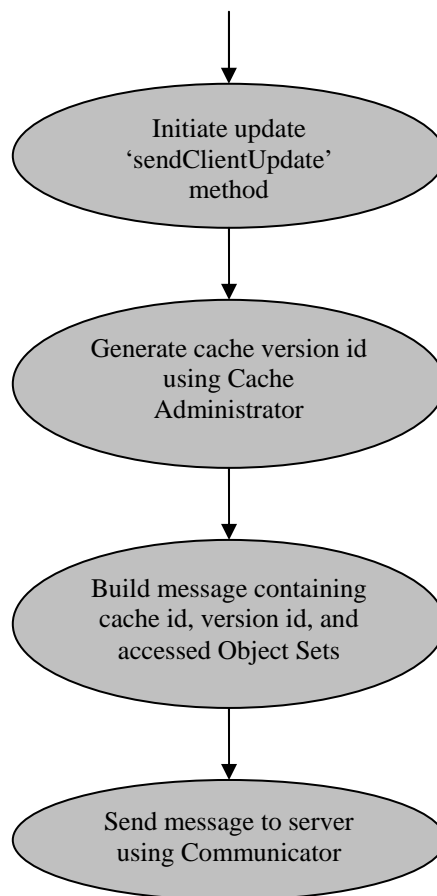 Initiate update
‘sendClientUpdate’
method
Generate cache version id
using Cache
Administrator
Build message containing
cache id, version id, and
accessed Object Sets
Send message to server
using Communicator